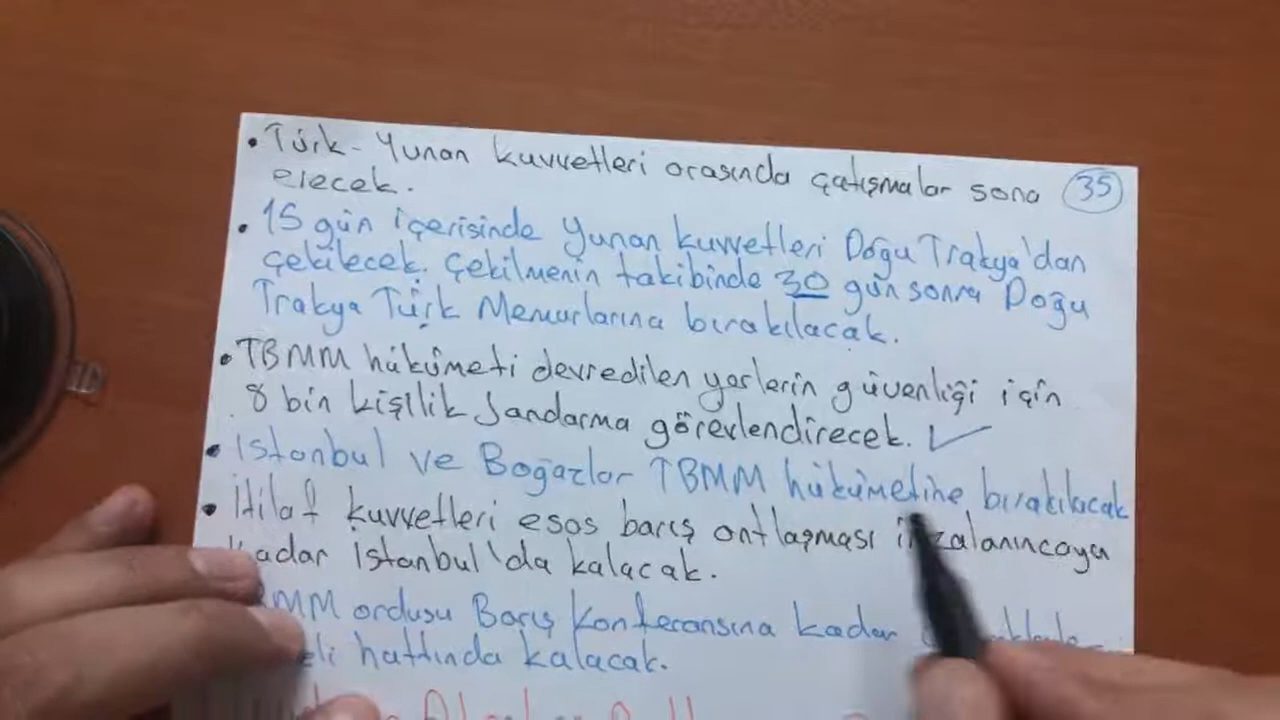 • Türk - Yunan kuvvetleri arasında çatışmalar sona 35
erecek.
• 15 gün içerisinde Yunan kuvvetleri Doğu Trakya'dan
çekilecek. Çekilmenin takibinde 30 gün sonra Doğu
Trakya Türk Memurlarına bırakılacak.
• TBMM hükümeti devredilen yerlerin güvenliği için
8 bin kişilik Jandarma görevlendirecek. ✓
• İstanbul ve Boğazlar TBMM hükümetine bırakılacak
• İtilaf kuvvetleri esas barış antlaşması imzalanıncaya
kadar İstanbul'da kalacak.
ordusu Barış Konferansına kadar
hattında kalacak.